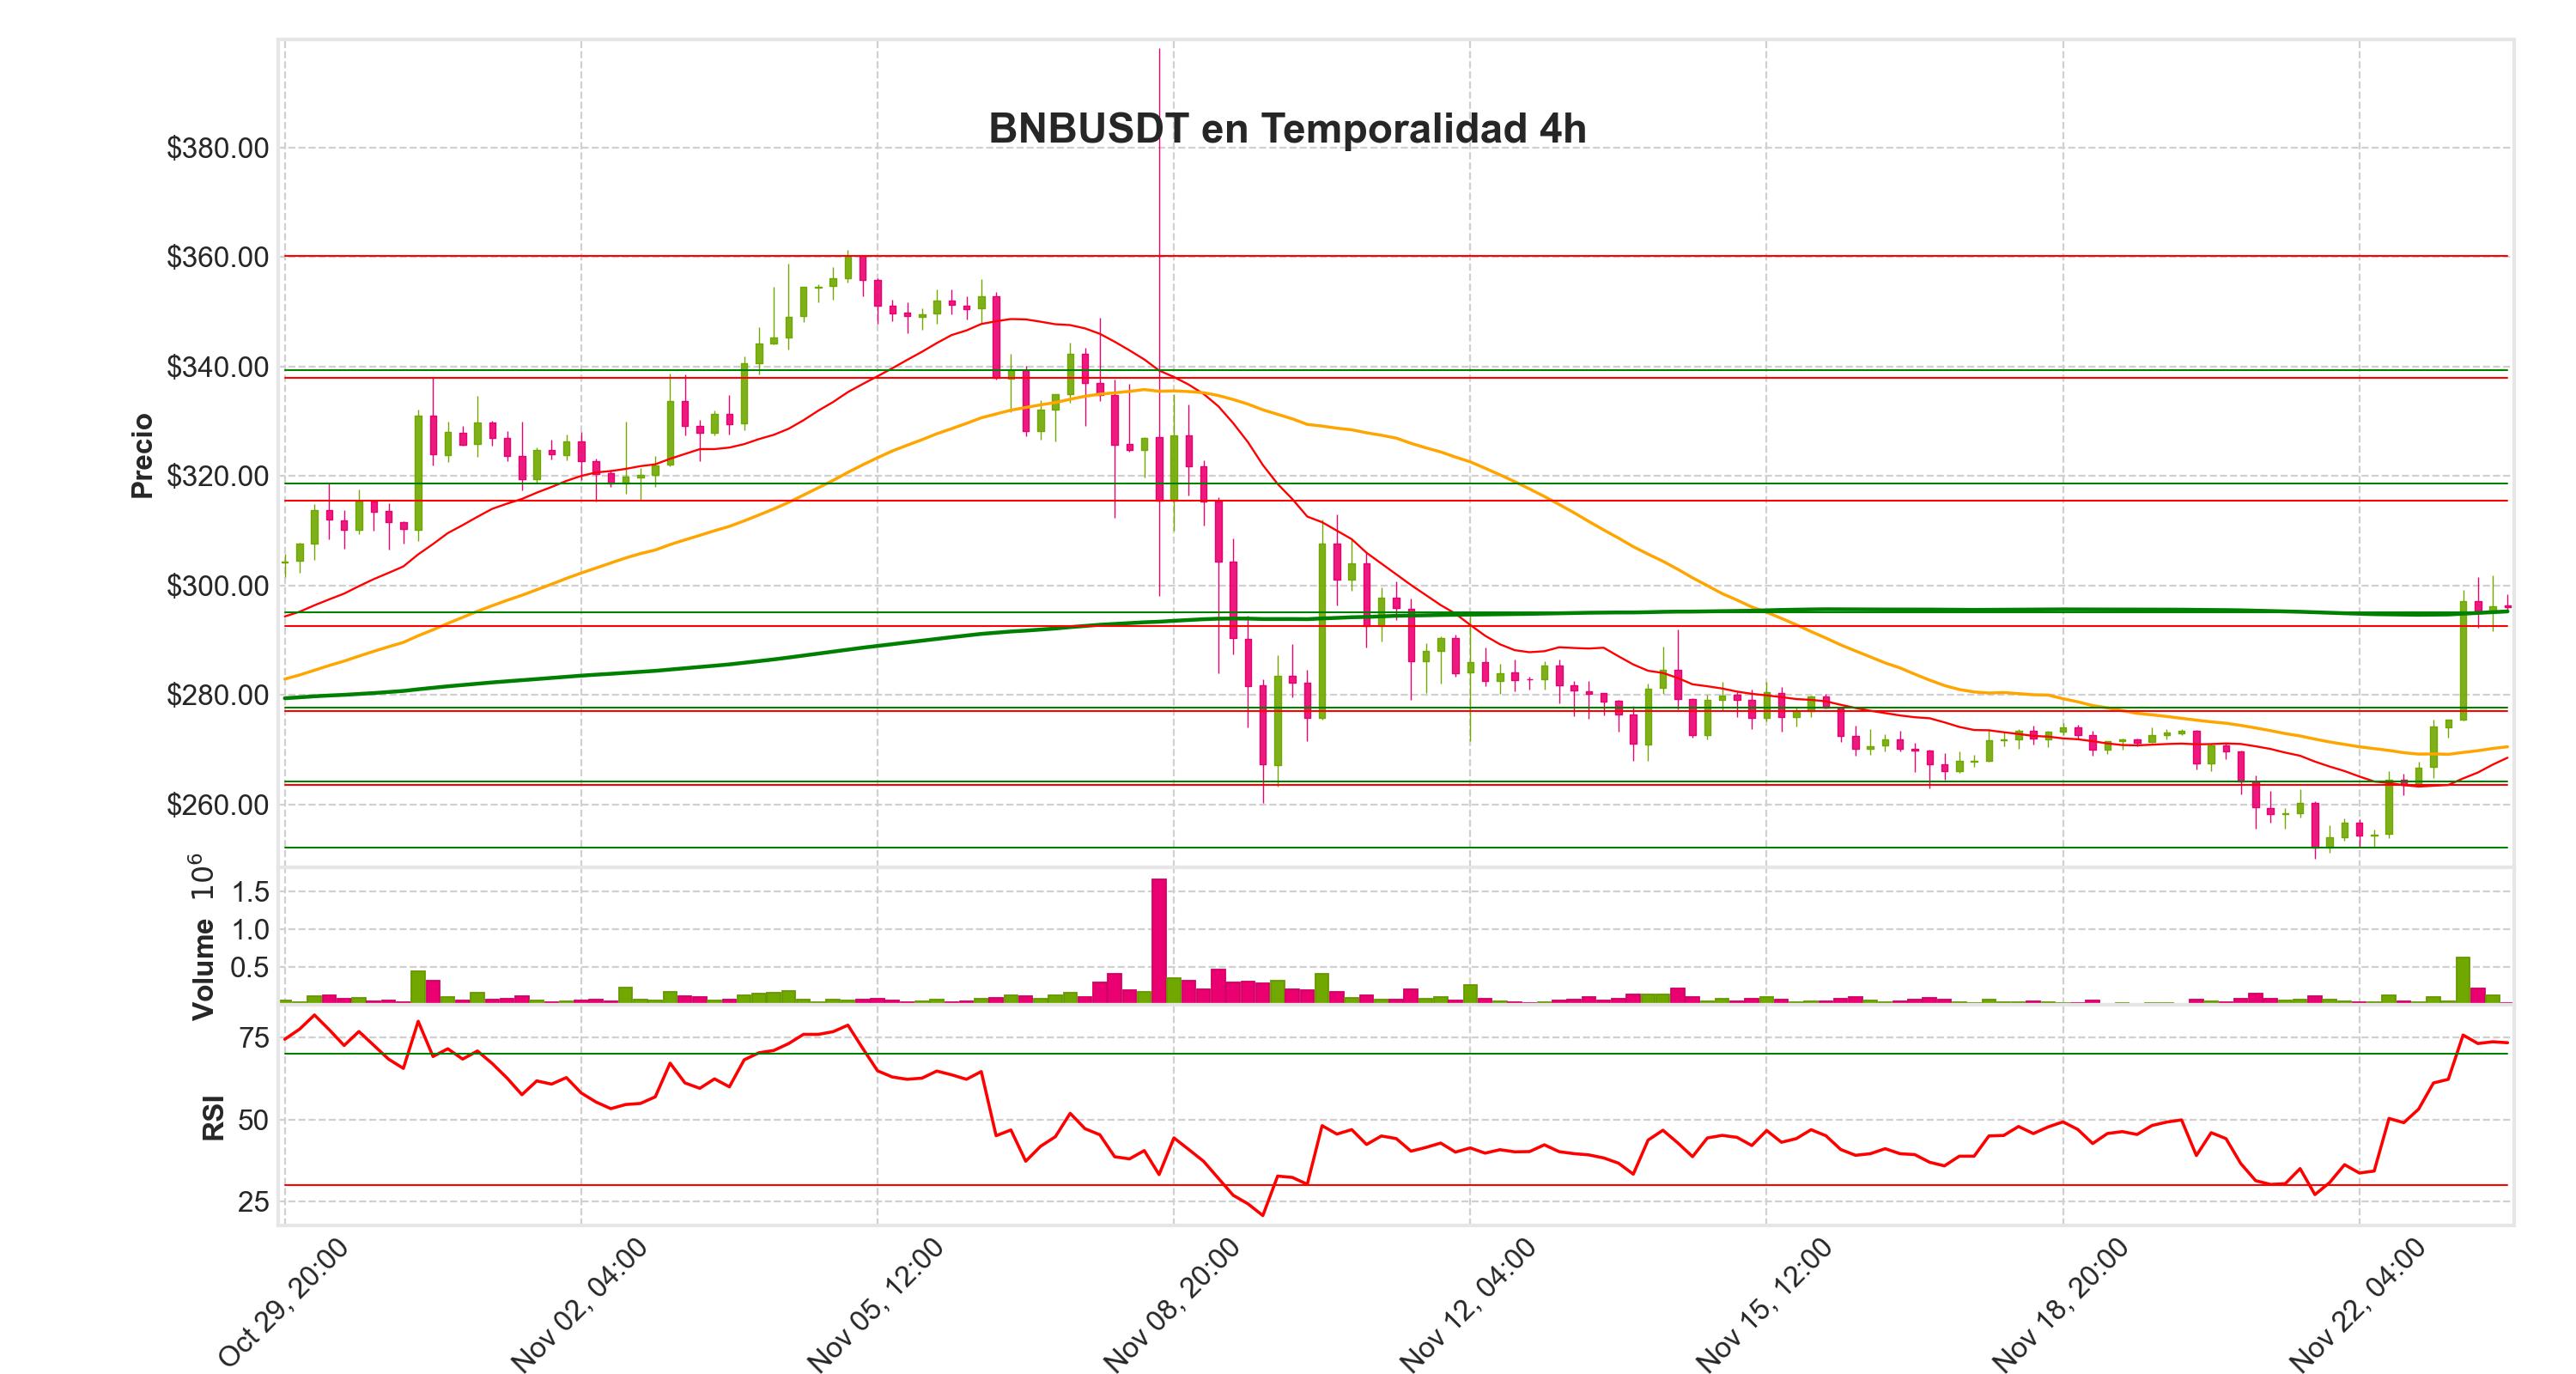 BNBUSDT en Temporalidad 4h
Precio
$380.00
$360.00
$340.00
$320.00
$300.00
$280.00
$260.00
Volume 10⁶
1.5
1.0
0.5
RSI
75
50
25
Oct 29, 20:00
Nov 02, 04:00
Nov 05, 12:00
Nov 08, 20:00
Nov 12, 04:00
Nov 15, 12:00
Nov 18, 20:00
Nov 22, 04:00